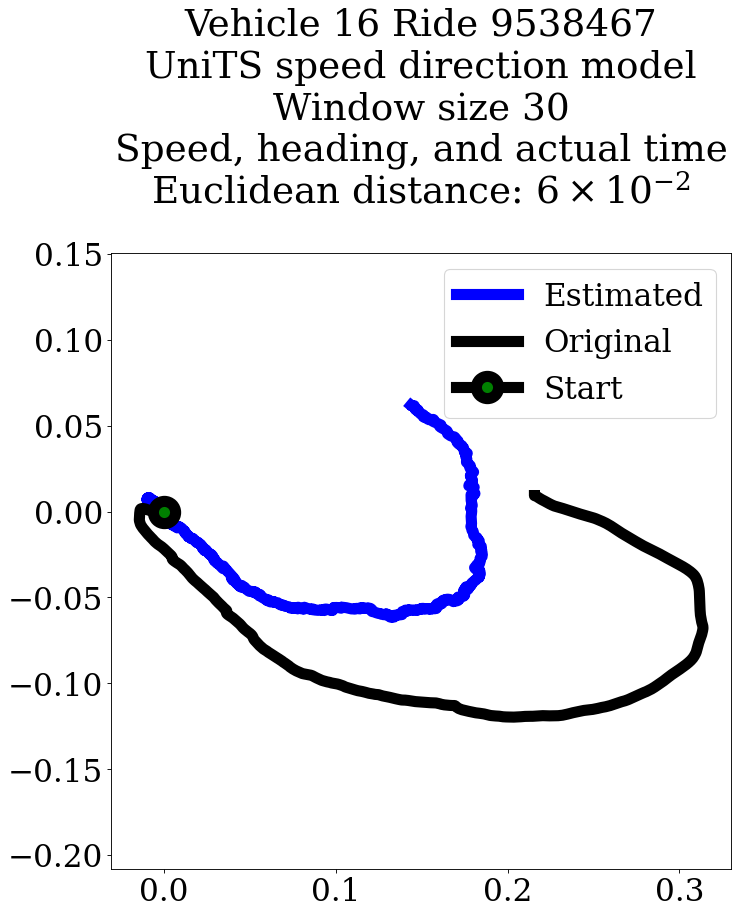 Vehicle 16 Ride 9538467
UniTS speed direction model
Window size 30
Speed, heading, and actual time
Euclidean distance: 6 × 10⁻²
0.15
Estimated
0.10
Original
Start
0.05
0.00
−0.05
−0.10
−0.15
−0.20
0.0 0.1 0.2 0.3